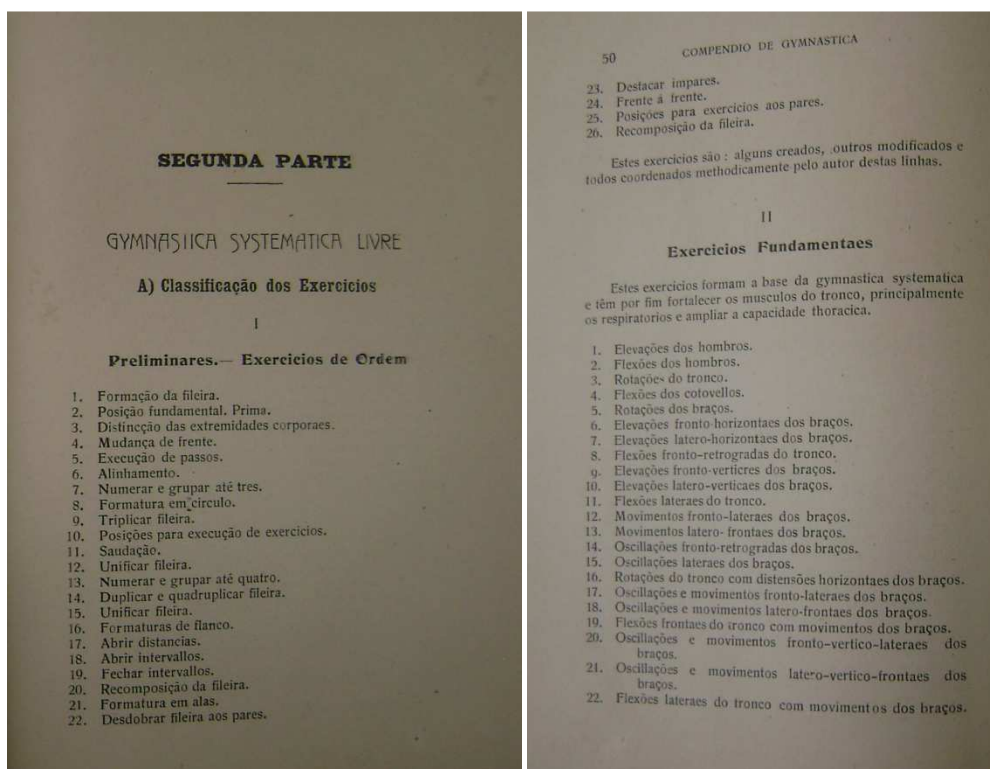 SEGUNDA PARTE
GYMNASTICA SYSTEMATICA LIVRE
A) Classificação dos Exercicios
I
Preliminares.— Exercicios de Ordem
1. Formação da fileira.
2. Posição fundamental. Prima.
3. Distincção das extremidades corporaes.
4. Mudança de frente.
5. Execução de passos.
6. Alinhamento.
7. Numerar e grupar até tres.
8. Formatura em circulo.
9. Triplicar fileira.
10. Posições para execução de exercicios.
11. Saudação.
12. Unificar fileira.
13. Numerar e grupar até quatro.
14. Duplicar e quadruplicar fileira.
15. Unificar fileira.
16. Formaturas de flanco.
17. Abrir distancias.
18. Abrir intervallos.
19. Fechar intervallos.
20. Recomposição da fileira.
21. Formatura em alas.
22. Desdobrar fileira aos pares.
50 COMPENDIO DE GYMNASTICA
23. Destacar impares.
24. Frente á frente.
25. Posições para exercicios aos pares.
26. Recomposição da fileira.
Estes exercicios são : alguns creados, outros modificados e
todos coordenados methodicamente pelo autor destas linhas.
II
Exercicios Fundamentaes
Estes exercicios formam a base da gymnastica systematica
e têm por fim fortalecer os musculos do tronco, principalmente
os respiratorios e ampliar a capacidade thoracica.
1. Elevações dos hombros.
2. Flexões dos hombros.
3. Rotações do tronco.
4. Flexões dos cotovellos.
5. Rotações dos braços.
6. Elevações fronto-horizontaes dos braços.
7. Elevações latero-horizontaes dos braços.
8. Flexões fronto-retrogradas do tronco.
9. Elevações fronto-verticres dos braços.
10. Elevações latero-verticaes dos braços.
11. Flexões lateraes do tronco.
12. Movimentos fronto-lateraes dos braços.
13. Movimentos latero-frontaes dos braços.
14. Oscillações fronto-retrogradas dos braços.
15. Oscillações lateraes dos braços.
16. Rotações do tronco com distensões horizontaes dos braços.
17. Oscillações e movimentos fronto-lateraes dos braços.
18. Oscillações e movimentos latero-frontaes dos braços.
19. Flexões frontaes do tronco com movimentos dos braços.
20. Oscillações e movimentos fronto-vertico-lateraes dos
braços.
21. Oscillações e movimentos latero-vertico-frontaes dos
braços.
22. Flexões lateraes do tronco com movimentos dos braços.